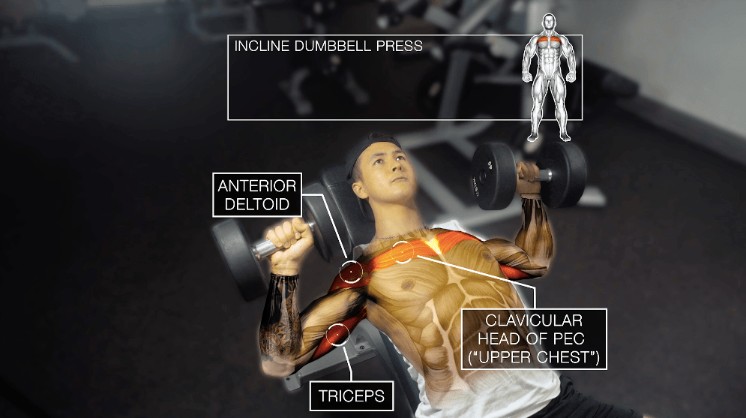 INCLINE DUMBBELL PRESS
ANTERIOR
DELTOID
CLAVICULAR
HEAD OF PEC
("UPPER CHEST")
TRICEPS